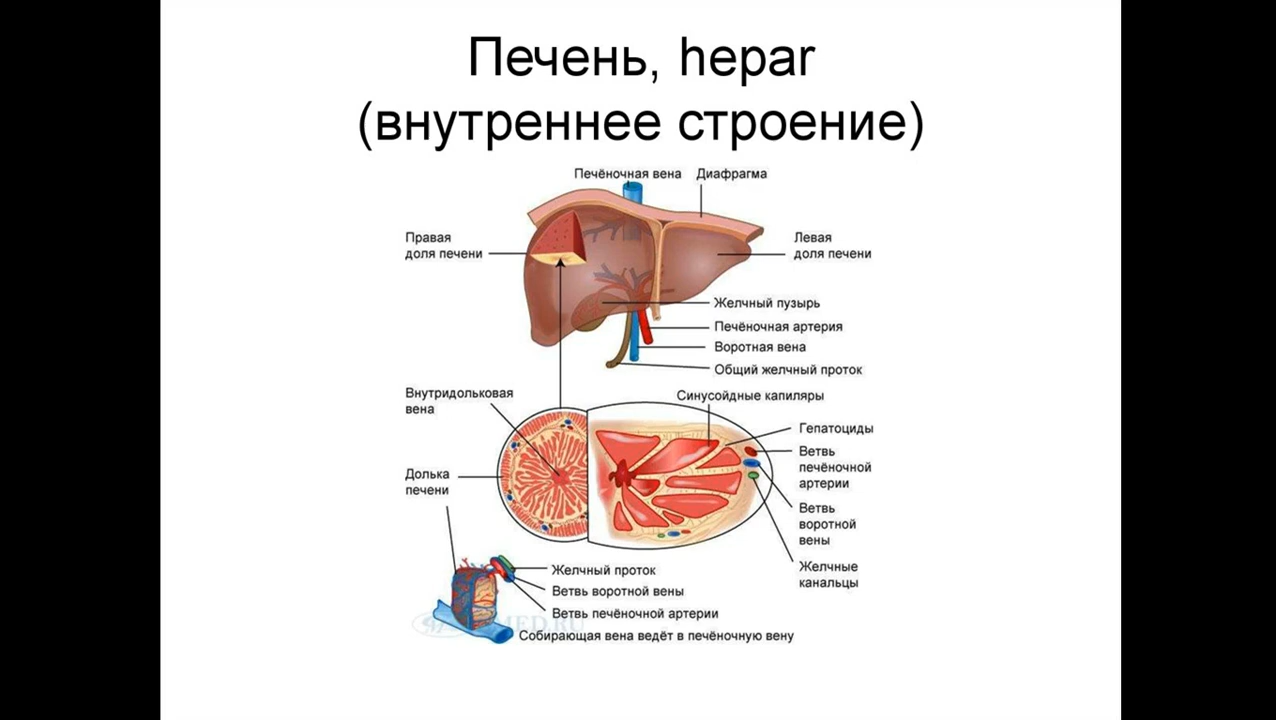 Печень, hepar
(внутреннее строение)
Печёночная вена
Диафрагма
Правая
доля печени
Левая
доля печени
Желчный пузырь
Печёночная артерия
Воротная вена
Общий желчный проток
Внутридольковая
вена
Синусойдные капиляры
Гепатоциды
Ветвь
печёночной
артерии
Долька
печени
Ветвь
воротной
вены
Желчные
канальцы
Желчный проток
Ветвь воротной вены
Ветвь печёночной артерии
MED.RU
Собирающая вена ведёт в печёночную вену